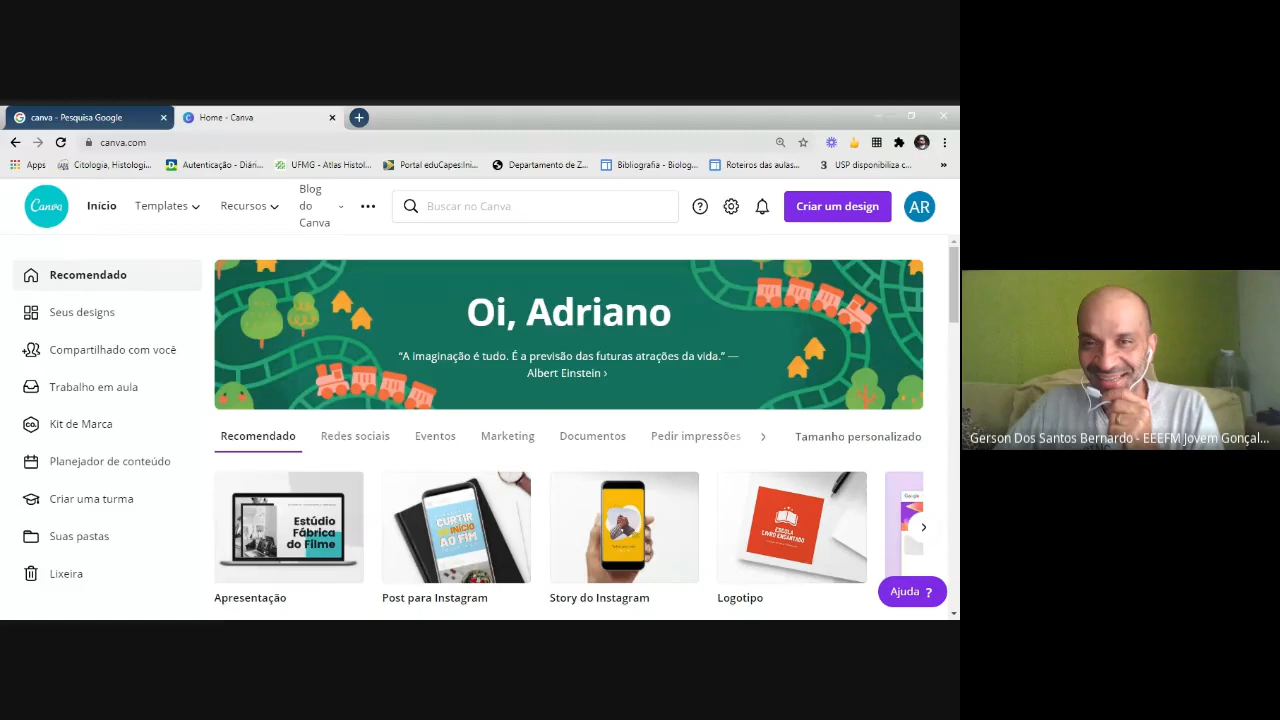 canva - Pesquisa Google
Home - Canva
canva.com
Apps
Citologia, Histologi...
Autenticação - Diári...
UFMG - Atlas Histol...
Portal eduCapes:Ini...
Departamento de Z...
Bibliografia - Biolog...
Roteiros das aulas...
3 USP disponibiliza c...
»
Canva
Início
Templates
Recursos
Blog
do
Canva
Buscar no Canva
Criar um design
AR
Recomendado
Seus designs
Compartilhado com você
Trabalho em aula
Kit de Marca
Planejador de conteúdo
Criar uma turma
Suas pastas
Lixeira
Oi, Adriano
“A imaginação é tudo. É a previsão das futuras atrações da vida.” —
Albert Einstein ›
Recomendado
Redes sociais
Eventos
Marketing
Documentos
Pedir impressões
Tamanho personalizado
Estúdio
Fábrica
do Filme
CURTIR
DO INÍCIO
AO FIM
ESCOLA
LIVRO ENCANTADO
Google
Apresentação
Post para Instagram
Story do Instagram
Logotipo
Ajuda ?
Gerson Dos Santos Bernardo - EEEFM Jovem Gonçal...